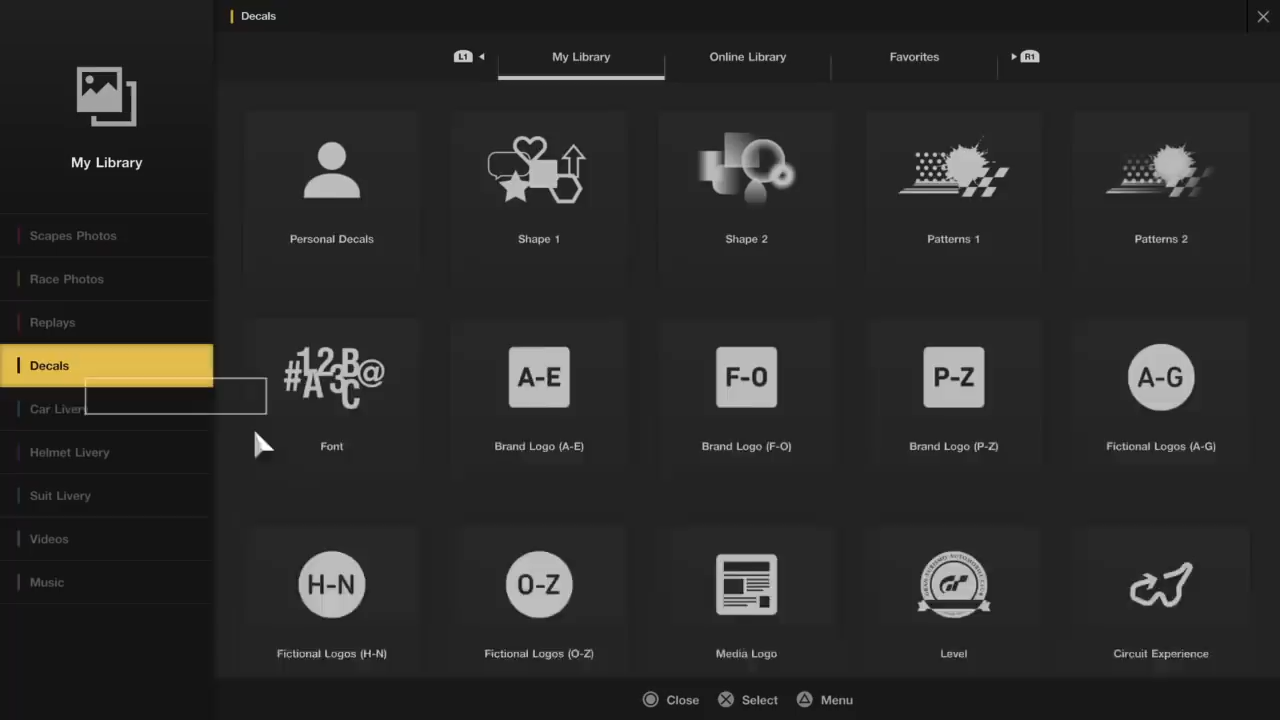 Decals
My Library
L1
My Library
Online Library
Favorites
R1
Scapes Photos
Race Photos
Replays
Decals
Car Livery
Helmet Livery
Suit Livery
Videos
Music
Personal Decals
Shape 1
Shape 2
Patterns 1
Patterns 2
#123B@
A C
Font
A-E
Brand Logo (A-E)
F-O
Brand Logo (F-O)
P-Z
Brand Logo (P-Z)
A-G
Fictional Logos (A-G)
H-N
Fictional Logos (H-N)
O-Z
Fictional Logos (O-Z)
Media Logo
GT
Level
Circuit Experience
Close
Select
Menu